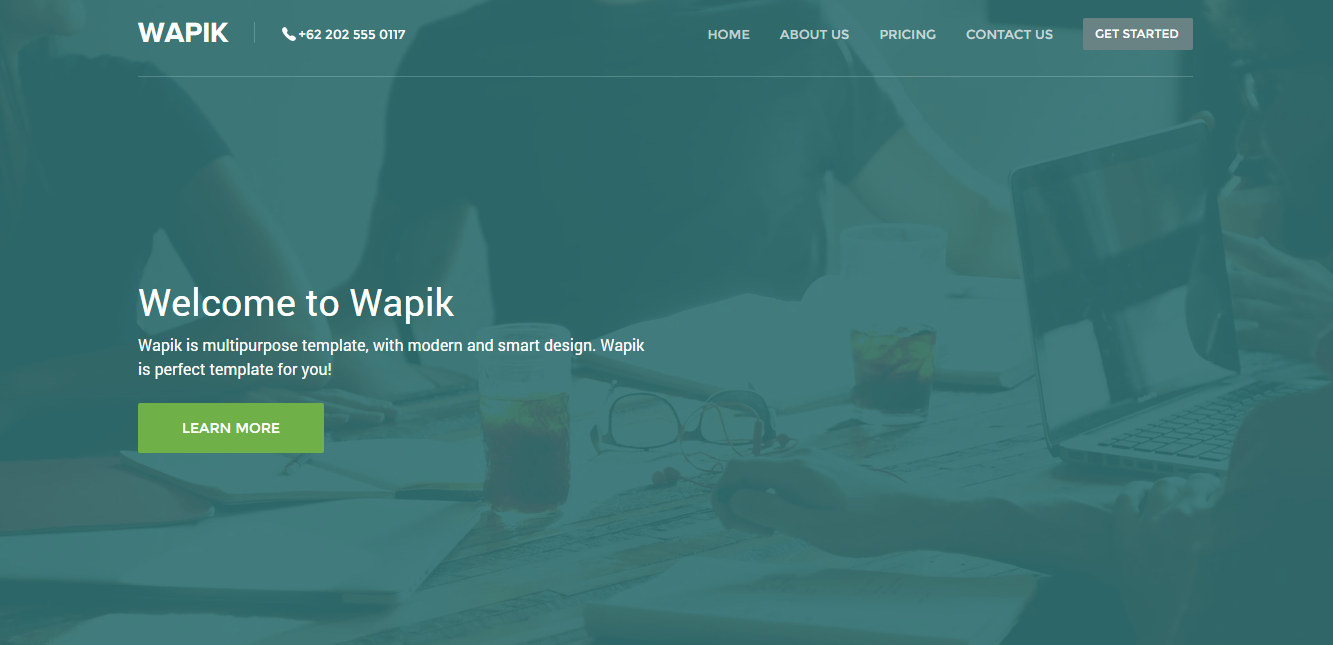 WAPIK
+62 202 555 0117
HOME
ABOUT US
PRICING
CONTACT US
GET STARTED
Welcome to Wapik
Wapik is multipurpose template, with modern and smart design. Wapik
is perfect template for you!
LEARN MORE